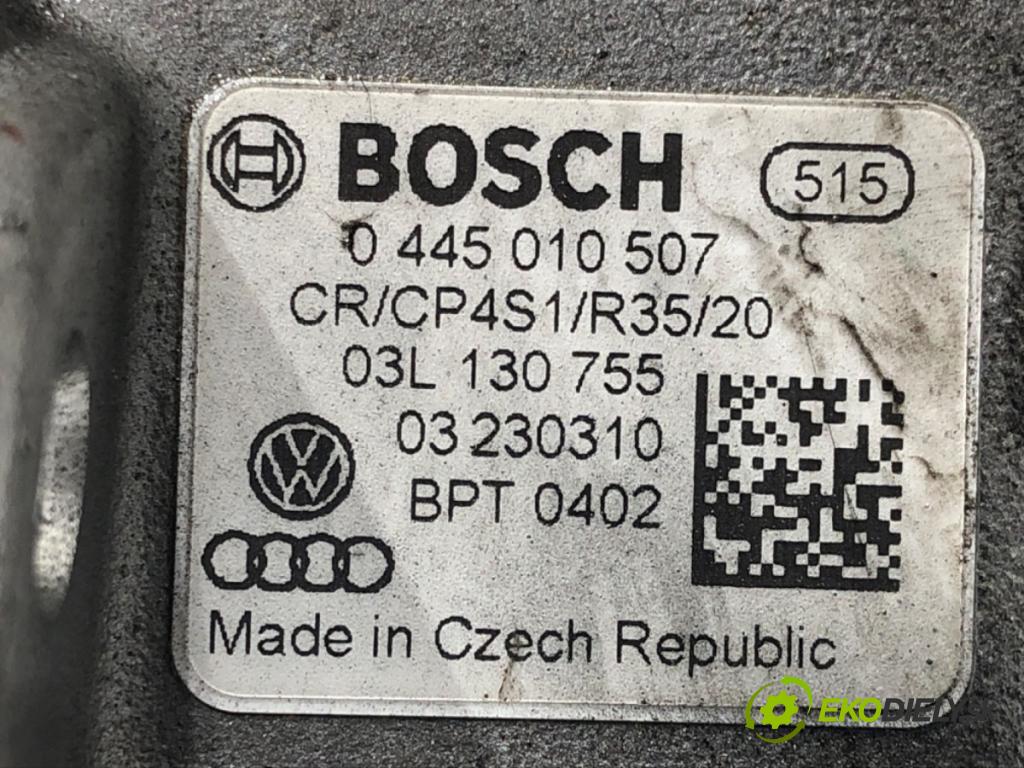 BOSCH 515
0 445 010 507
CR/CP4S1/R35/20
03L 130 755
03 230310
BPT 0402
Made in Czech Republic